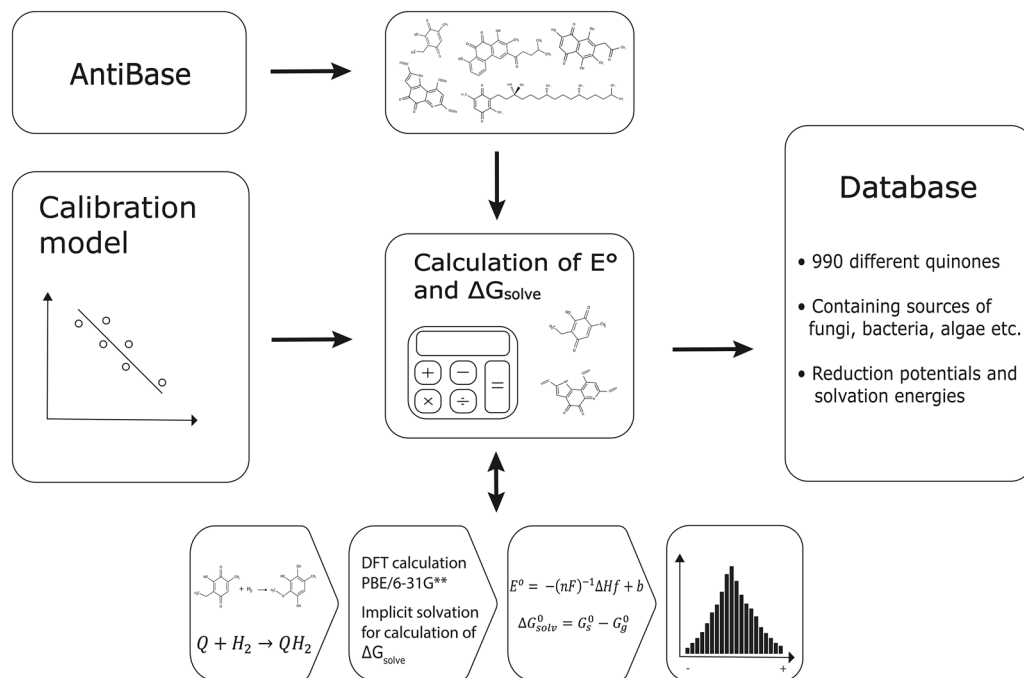 AntiBase
Calibration
model
Calculation of E°
and ΔGsolve
+
−
=
×
÷
Database
• 990 different quinones
• Containing sources of
fungi, bacteria, algae etc.
• Reduction potentials and
solvation energies
+ H₂ →
Q + H₂ → QH₂
DFT calculation
PBE/6-31G**
Implicit solvation
for calculation of
ΔGsolve
E⁰ = −(nF)⁻¹ΔHf + b
ΔG⁰solv = G⁰s − G⁰g
- +